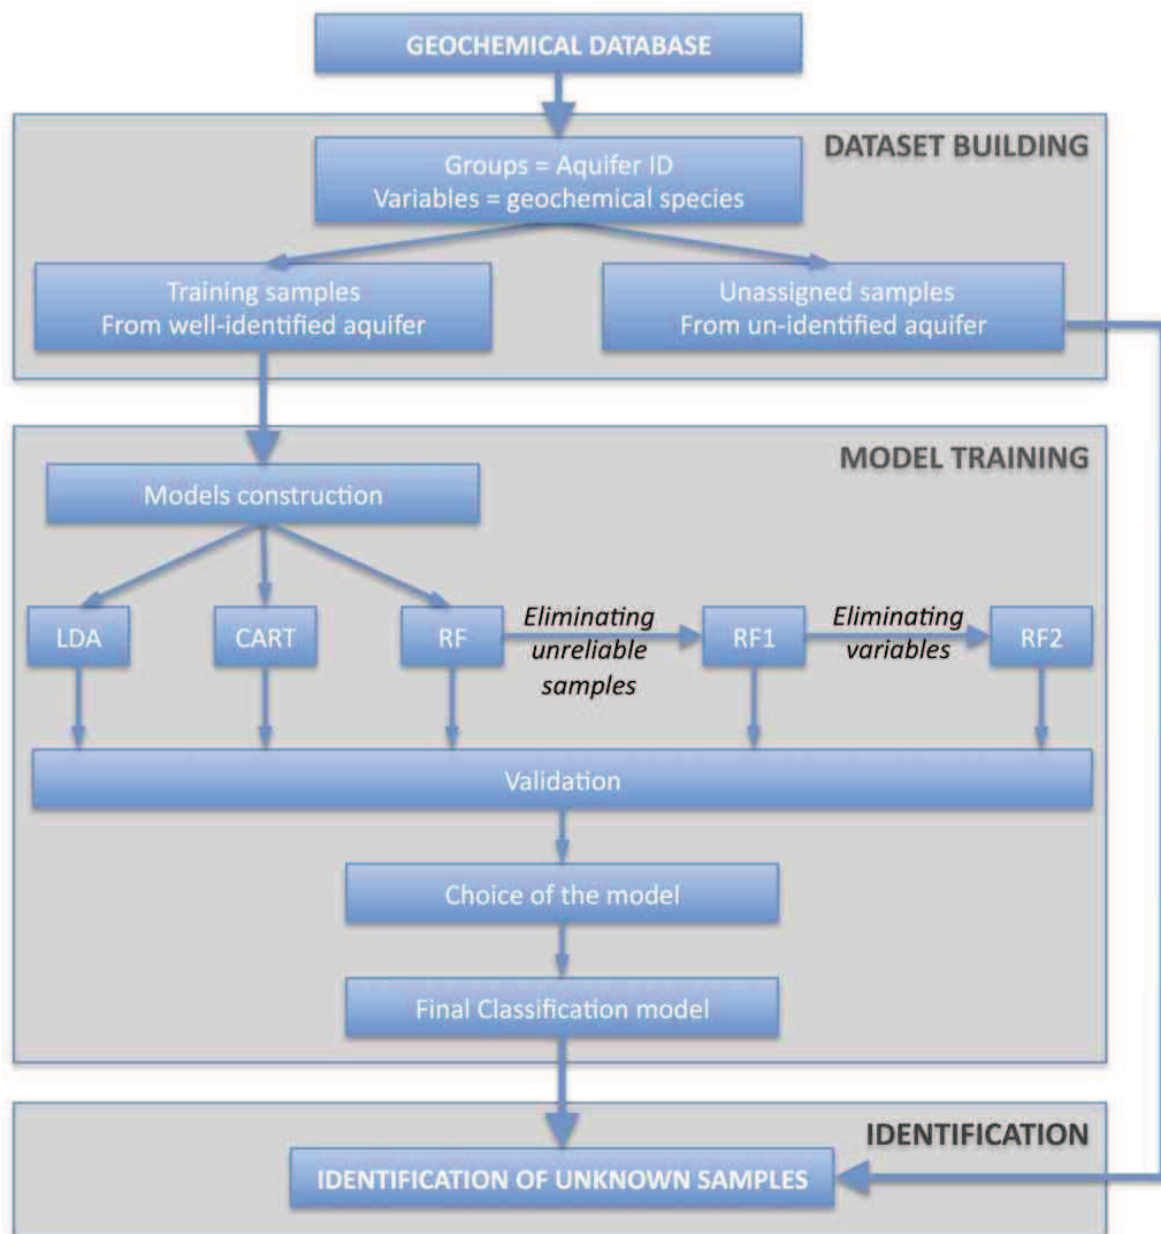 GEOCHEMICAL DATABASE
DATASET BUILDING
Groups = Aquifer ID
Variables = geochemical species
Training samples
From well-identified aquifer
Unassigned samples
From un-identified aquifer
MODEL TRAINING
Models construction
LDA
CART
RF
Eliminating
unreliable
samples
RF1
Eliminating
variables
RF2
Validation
Choice of the model
Final Classification model
IDENTIFICATION
IDENTIFICATION OF UNKNOWN SAMPLES